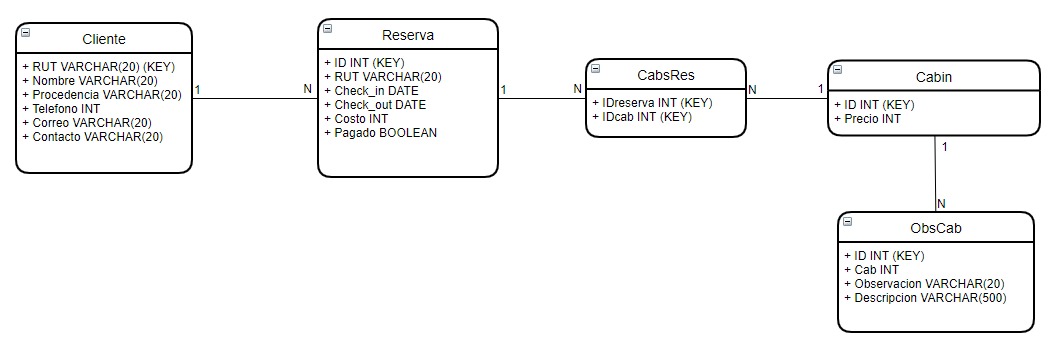 Cliente
+ RUT VARCHAR(20) (KEY)
+ Nombre VARCHAR(20)
+ Procedencia VARCHAR(20)
+ Telefono INT
+ Correo VARCHAR(20)
+ Contacto VARCHAR(20)
1
N
Reserva
+ ID INT (KEY)
+ RUT VARCHAR(20)
+ Check_in DATE
+ Check_out DATE
+ Costo INT
+ Pagado BOOLEAN
1
N
CabsRes
+ IDreserva INT (KEY)
+ IDcab INT (KEY)
N
1
Cabin
+ ID INT (KEY)
+ Precio INT
1
N
ObsCab
+ ID INT (KEY)
+ Cab INT
+ Observacion VARCHAR(20)
+ Descripcion VARCHAR(500)